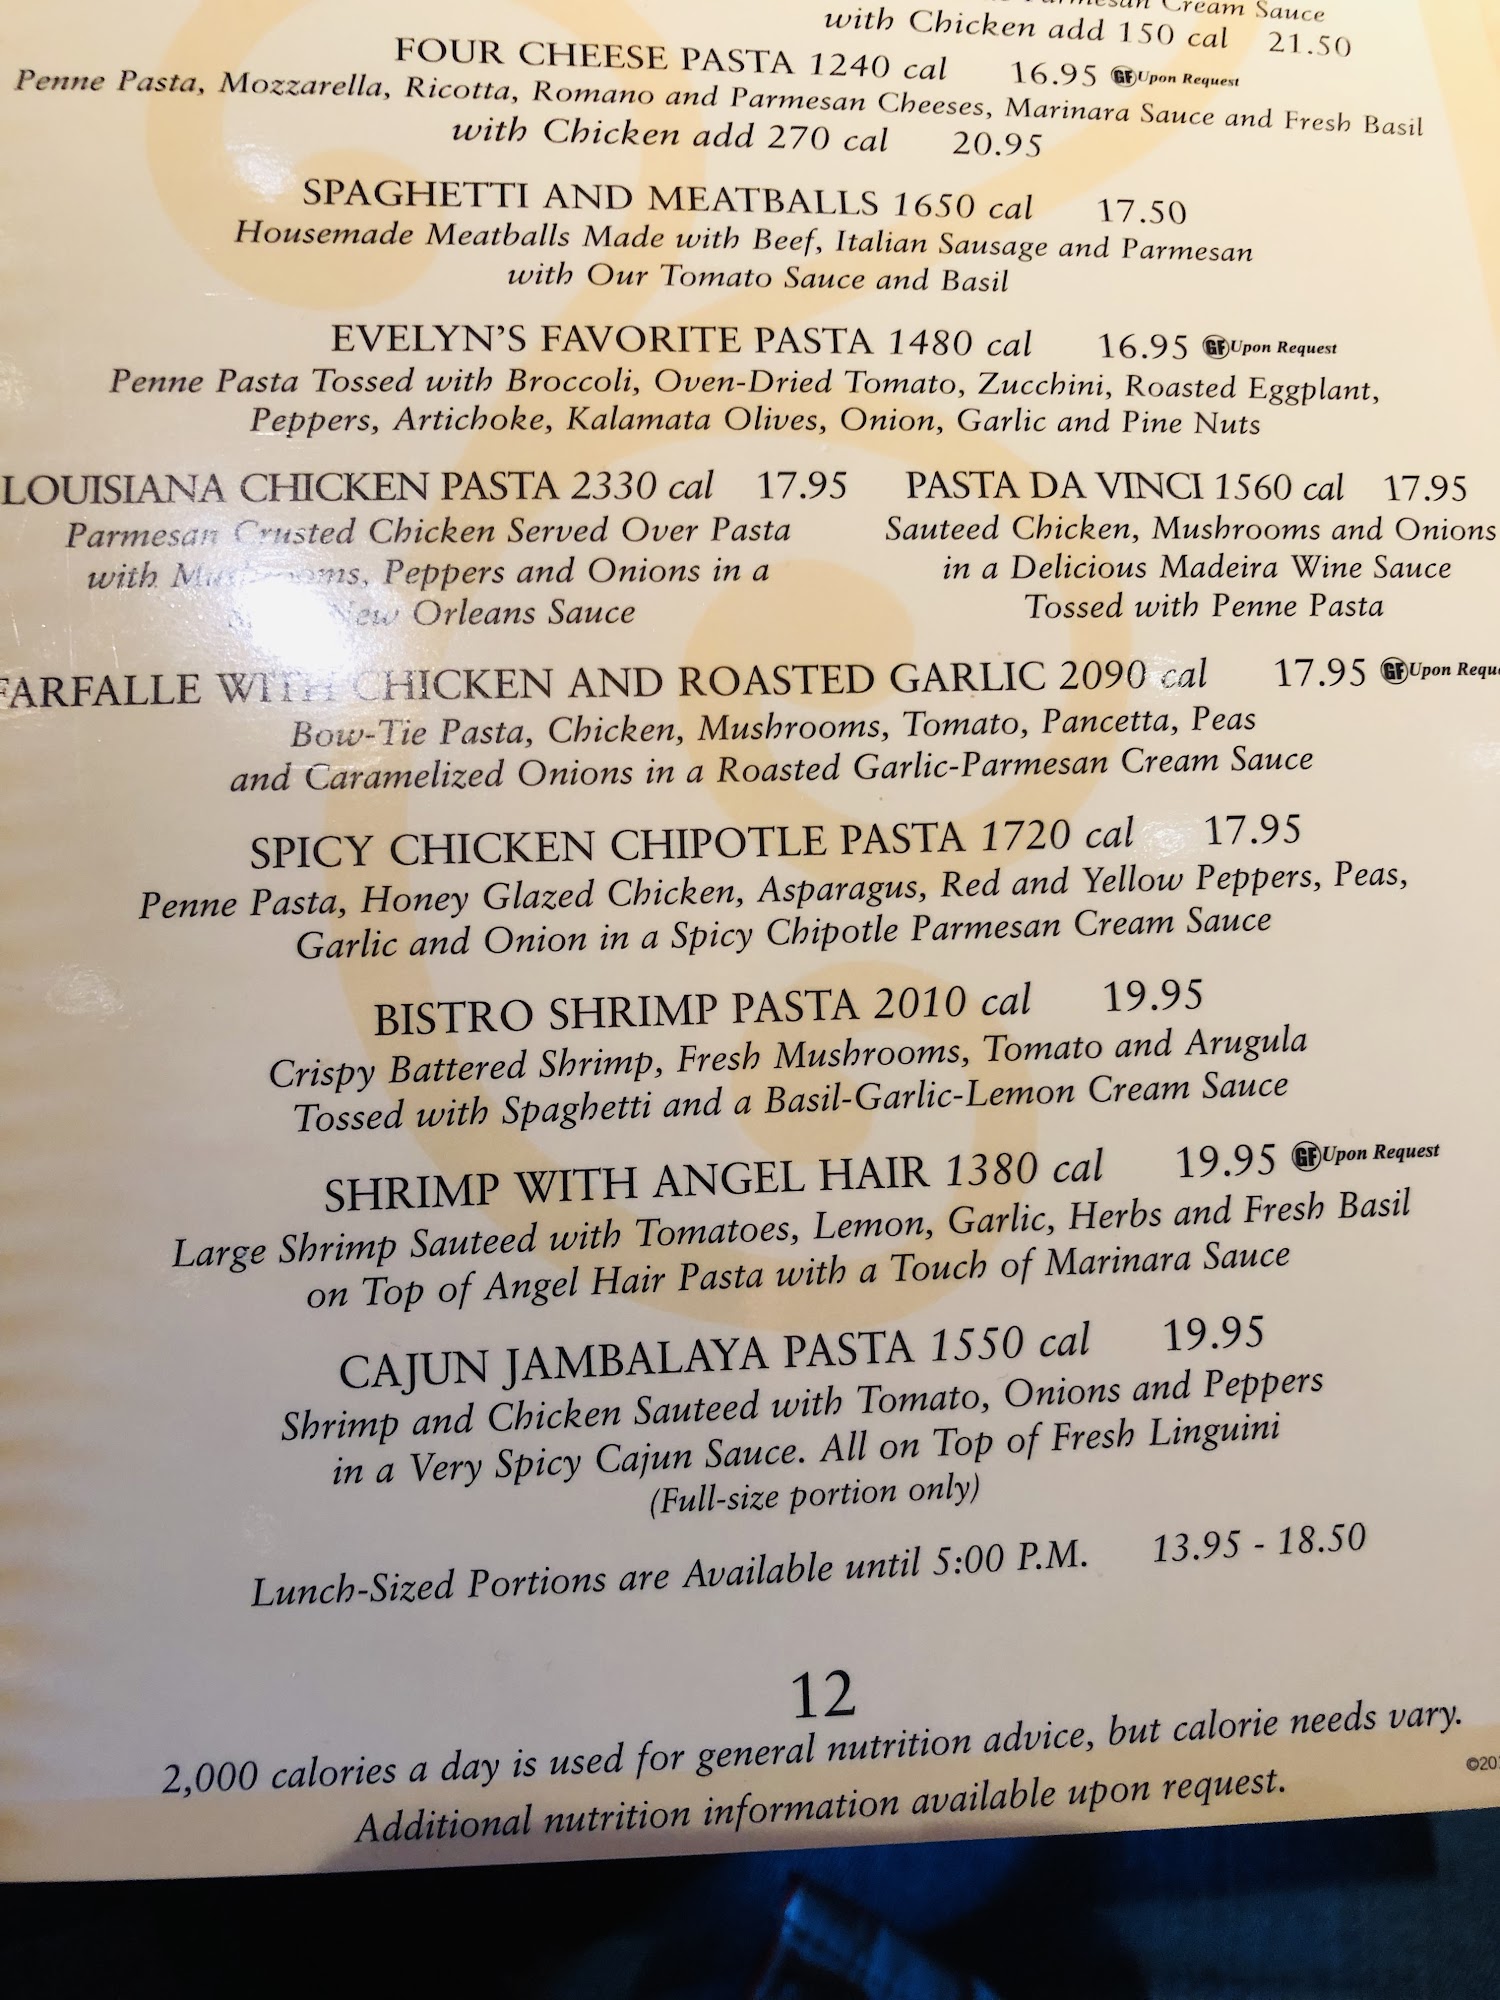 Parmesan Cream Sauce
with Chicken add 150 cal 21.50
FOUR CHEESE PASTA 1240 cal 16.95 GF Upon Request
Penne Pasta, Mozzarella, Ricotta, Romano and Parmesan Cheeses, Marinara Sauce and Fresh Basil
with Chicken add 270 cal 20.95
SPAGHETTI AND MEATBALLS 1650 cal 17.50
Housemade Meatballs Made with Beef, Italian Sausage and Parmesan
with Our Tomato Sauce and Basil
EVELYN'S FAVORITE PASTA 1480 cal 16.95 GF Upon Request
Penne Pasta Tossed with Broccoli, Oven-Dried Tomato, Zucchini, Roasted Eggplant,
Peppers, Artichoke, Kalamata Olives, Onion, Garlic and Pine Nuts
LOUISIANA CHICKEN PASTA 2330 cal 17.95
Parmesan Crusted Chicken Served Over Pasta
with Mushrooms, Peppers and Onions in a
New Orleans Sauce
PASTA DA VINCI 1560 cal 17.95
Sauteed Chicken, Mushrooms and Onions
in a Delicious Madeira Wine Sauce
Tossed with Penne Pasta
FARFALLE WITH CHICKEN AND ROASTED GARLIC 2090 cal 17.95 GF Upon Reque
Bow-Tie Pasta, Chicken, Mushrooms, Tomato, Pancetta, Peas
and Caramelized Onions in a Roasted Garlic-Parmesan Cream Sauce
SPICY CHICKEN CHIPOTLE PASTA 1720 cal 17.95
Penne Pasta, Honey Glazed Chicken, Asparagus, Red and Yellow Peppers, Peas,
Garlic and Onion in a Spicy Chipotle Parmesan Cream Sauce
BISTRO SHRIMP PASTA 2010 cal 19.95
Crispy Battered Shrimp, Fresh Mushrooms, Tomato and Arugula
Tossed with Spaghetti and a Basil-Garlic-Lemon Cream Sauce
SHRIMP WITH ANGEL HAIR 1380 cal 19.95 GF Upon Request
Large Shrimp Sauteed with Tomatoes, Lemon, Garlic, Herbs and Fresh Basil
on Top of Angel Hair Pasta with a Touch of Marinara Sauce
CAJUN JAMBALAYA PASTA 1550 cal 19.95
Shrimp and Chicken Sauteed with Tomato, Onions and Peppers
in a Very Spicy Cajun Sauce. All on Top of Fresh Linguini
(Full-size portion only)
Lunch-Sized Portions are Available until 5:00 P.M. 13.95 - 18.50
12
2,000 calories a day is used for general nutrition advice, but calorie needs vary.
©20
Additional nutrition information available upon request.